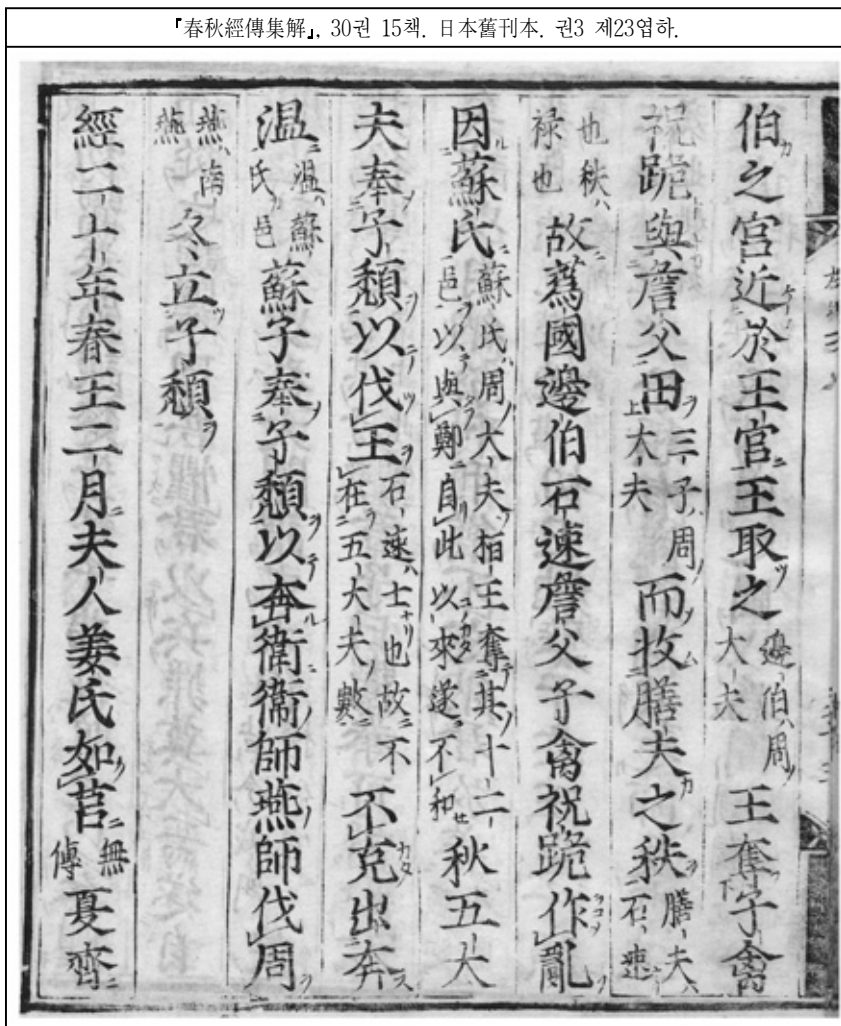 『春秋經傳集解』, 30권 15책. 日本舊刊本. 권3 제23엽하.
伯之宮近於王宮王取之邊伯周大夫王奪子禽
祝跪與詹父田三子周大夫而收膳夫之秩膳夫石速
也秩禄也故蒍國邊伯石速詹父子禽祝跪作亂
因蘇氏蘇氏周大夫桓王奪其十二邑以與鄭自此以來遂不和秋五大
夫奉子頹以伐王石速士也故不在五大夫數不克出奔
温温蘇氏邑蘇子奉子頹以奔衛衛師燕師伐周
燕南燕冬立子頹
經二十年春王二月夫人姜氏如莒無傳夏齊